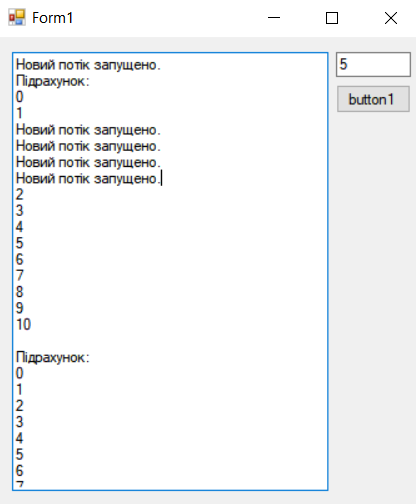 Form1
Новий потік запущено.
Підрахунок:
0
1
Новий потік запущено.
Новий потік запущено.
Новий потік запущено.
Новий потік запущено.
2
3
4
5
6
7
8
9
10
Підрахунок:
0
1
2
3
4
5
6
7
5
button1